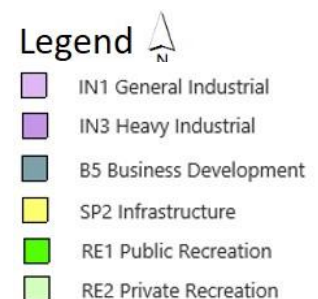 Legend N
IN1 General Industrial
IN3 Heavy Industrial
B5 Business Development
SP2 Infrastructure
RE1 Public Recreation
RE2 Private Recreation